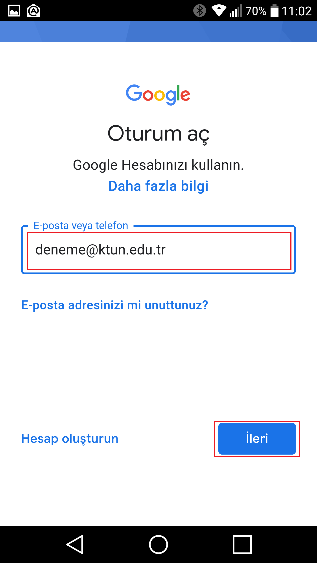 70% 11:02
Google
Oturum aç
Google Hesabınızı kullanın.
Daha fazla bilgi
E-posta veya telefon
deneme@ktun.edu.tr
E-posta adresinizi mi unuttunuz?
Hesap oluşturun
İleri